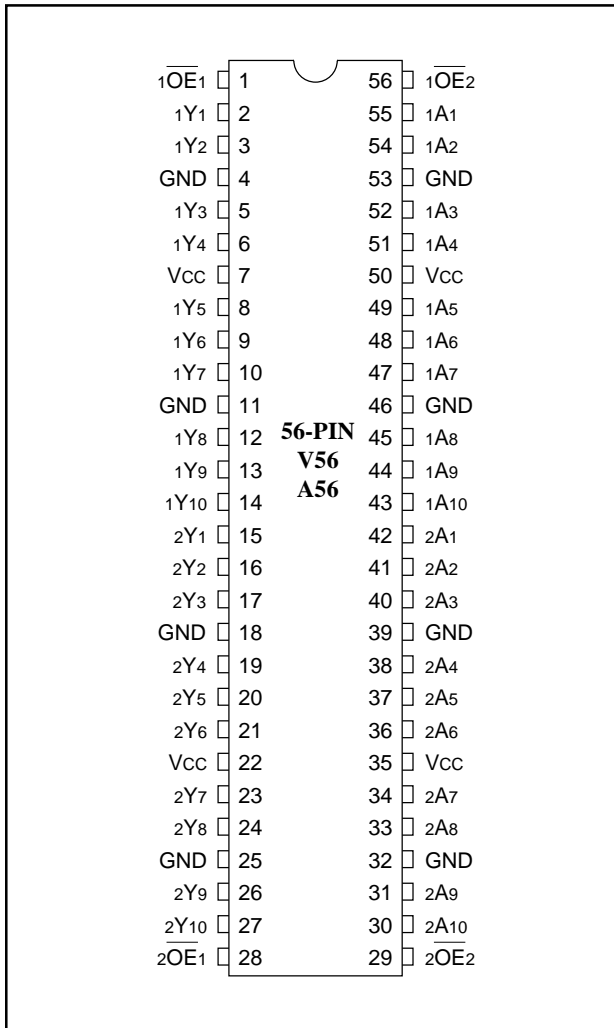 1OE1 1 56 1OE2
1Y1 2 55 1A1
1Y2 3 54 1A2
GND 4 53 GND
1Y3 5 52 1A3
1Y4 6 51 1A4
VCC 7 50 VCC
1Y5 8 49 1A5
1Y6 9 48 1A6
1Y7 10 47 1A7
GND 11 46 GND
56-PIN
1Y8 12 45 1A8
V56
1Y9 13 44 1A9
A56
1Y10 14 43 1A10
2Y1 15 42 2A1
2Y2 16 41 2A2
2Y3 17 40 2A3
GND 18 39 GND
2Y4 19 38 2A4
2Y5 20 37 2A5
2Y6 21 36 2A6
VCC 22 35 VCC
2Y7 23 34 2A7
2Y8 24 33 2A8
GND 25 32 GND
2Y9 26 31 2A9
2Y10 27 30 2A10
2OE1 28 29 2OE2